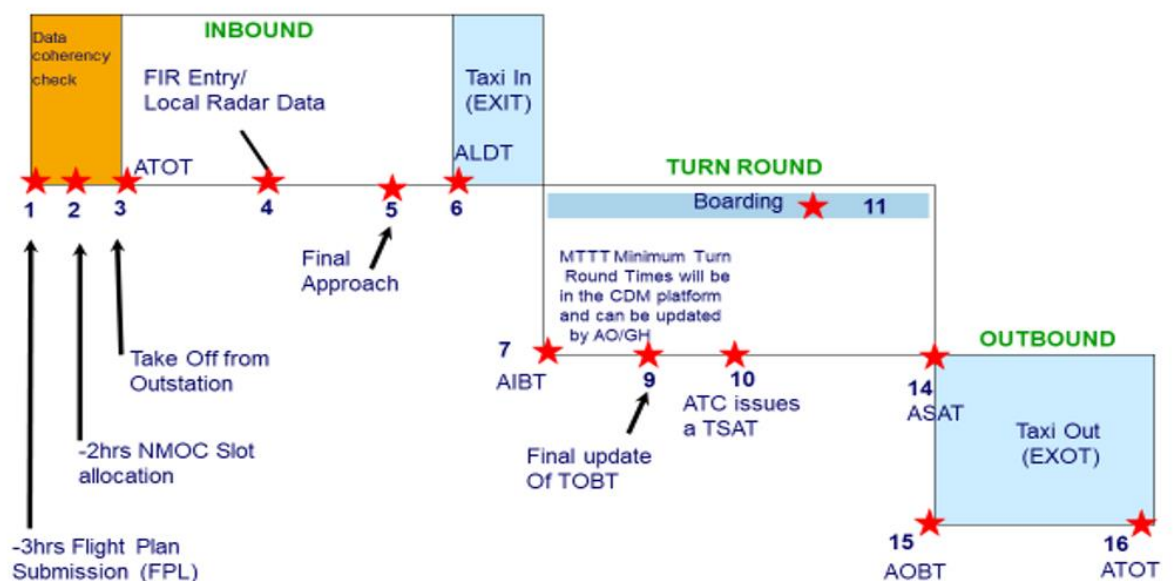 Data
coherency
check
INBOUND
FIR Entry/
Local Radar Data
Taxi In
(EXIT)
ATOT
ALDT
1
2
3
4
5
6
Final
Approach
TURN ROUND
Boarding
11
MTTT Minimum Turn
Round Times will be
in the CDM platform
and can be updated
by AO/GH
7
AIBT
9
10
Final update
Of TOBT
ATC issues
a TSAT
OUTBOUND
14
ASAT
Taxi Out
(EXOT)
15
AOBT
16
ATOT
Take Off from
Outstation
-2hrs NMOC Slot
allocation
-3hrs Flight Plan
Submission (FPL)